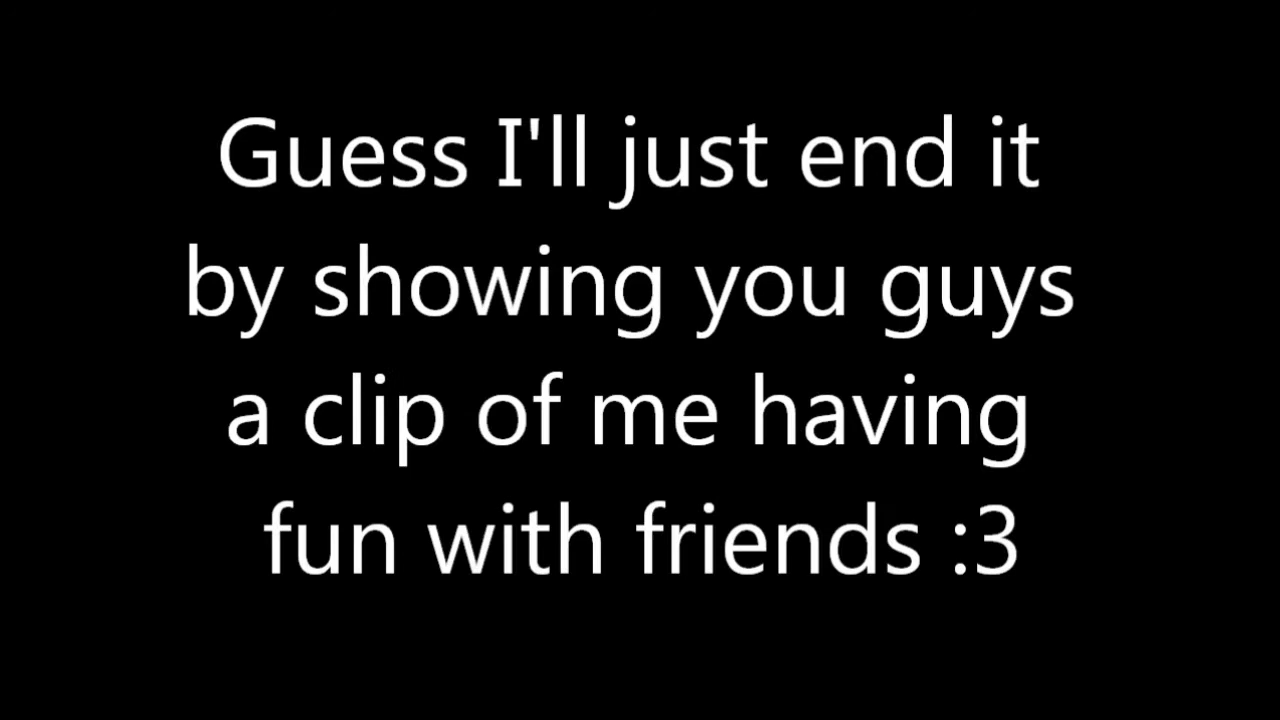 Guess I'll just end it
by showing you guys
a clip of me having
fun with friends :3